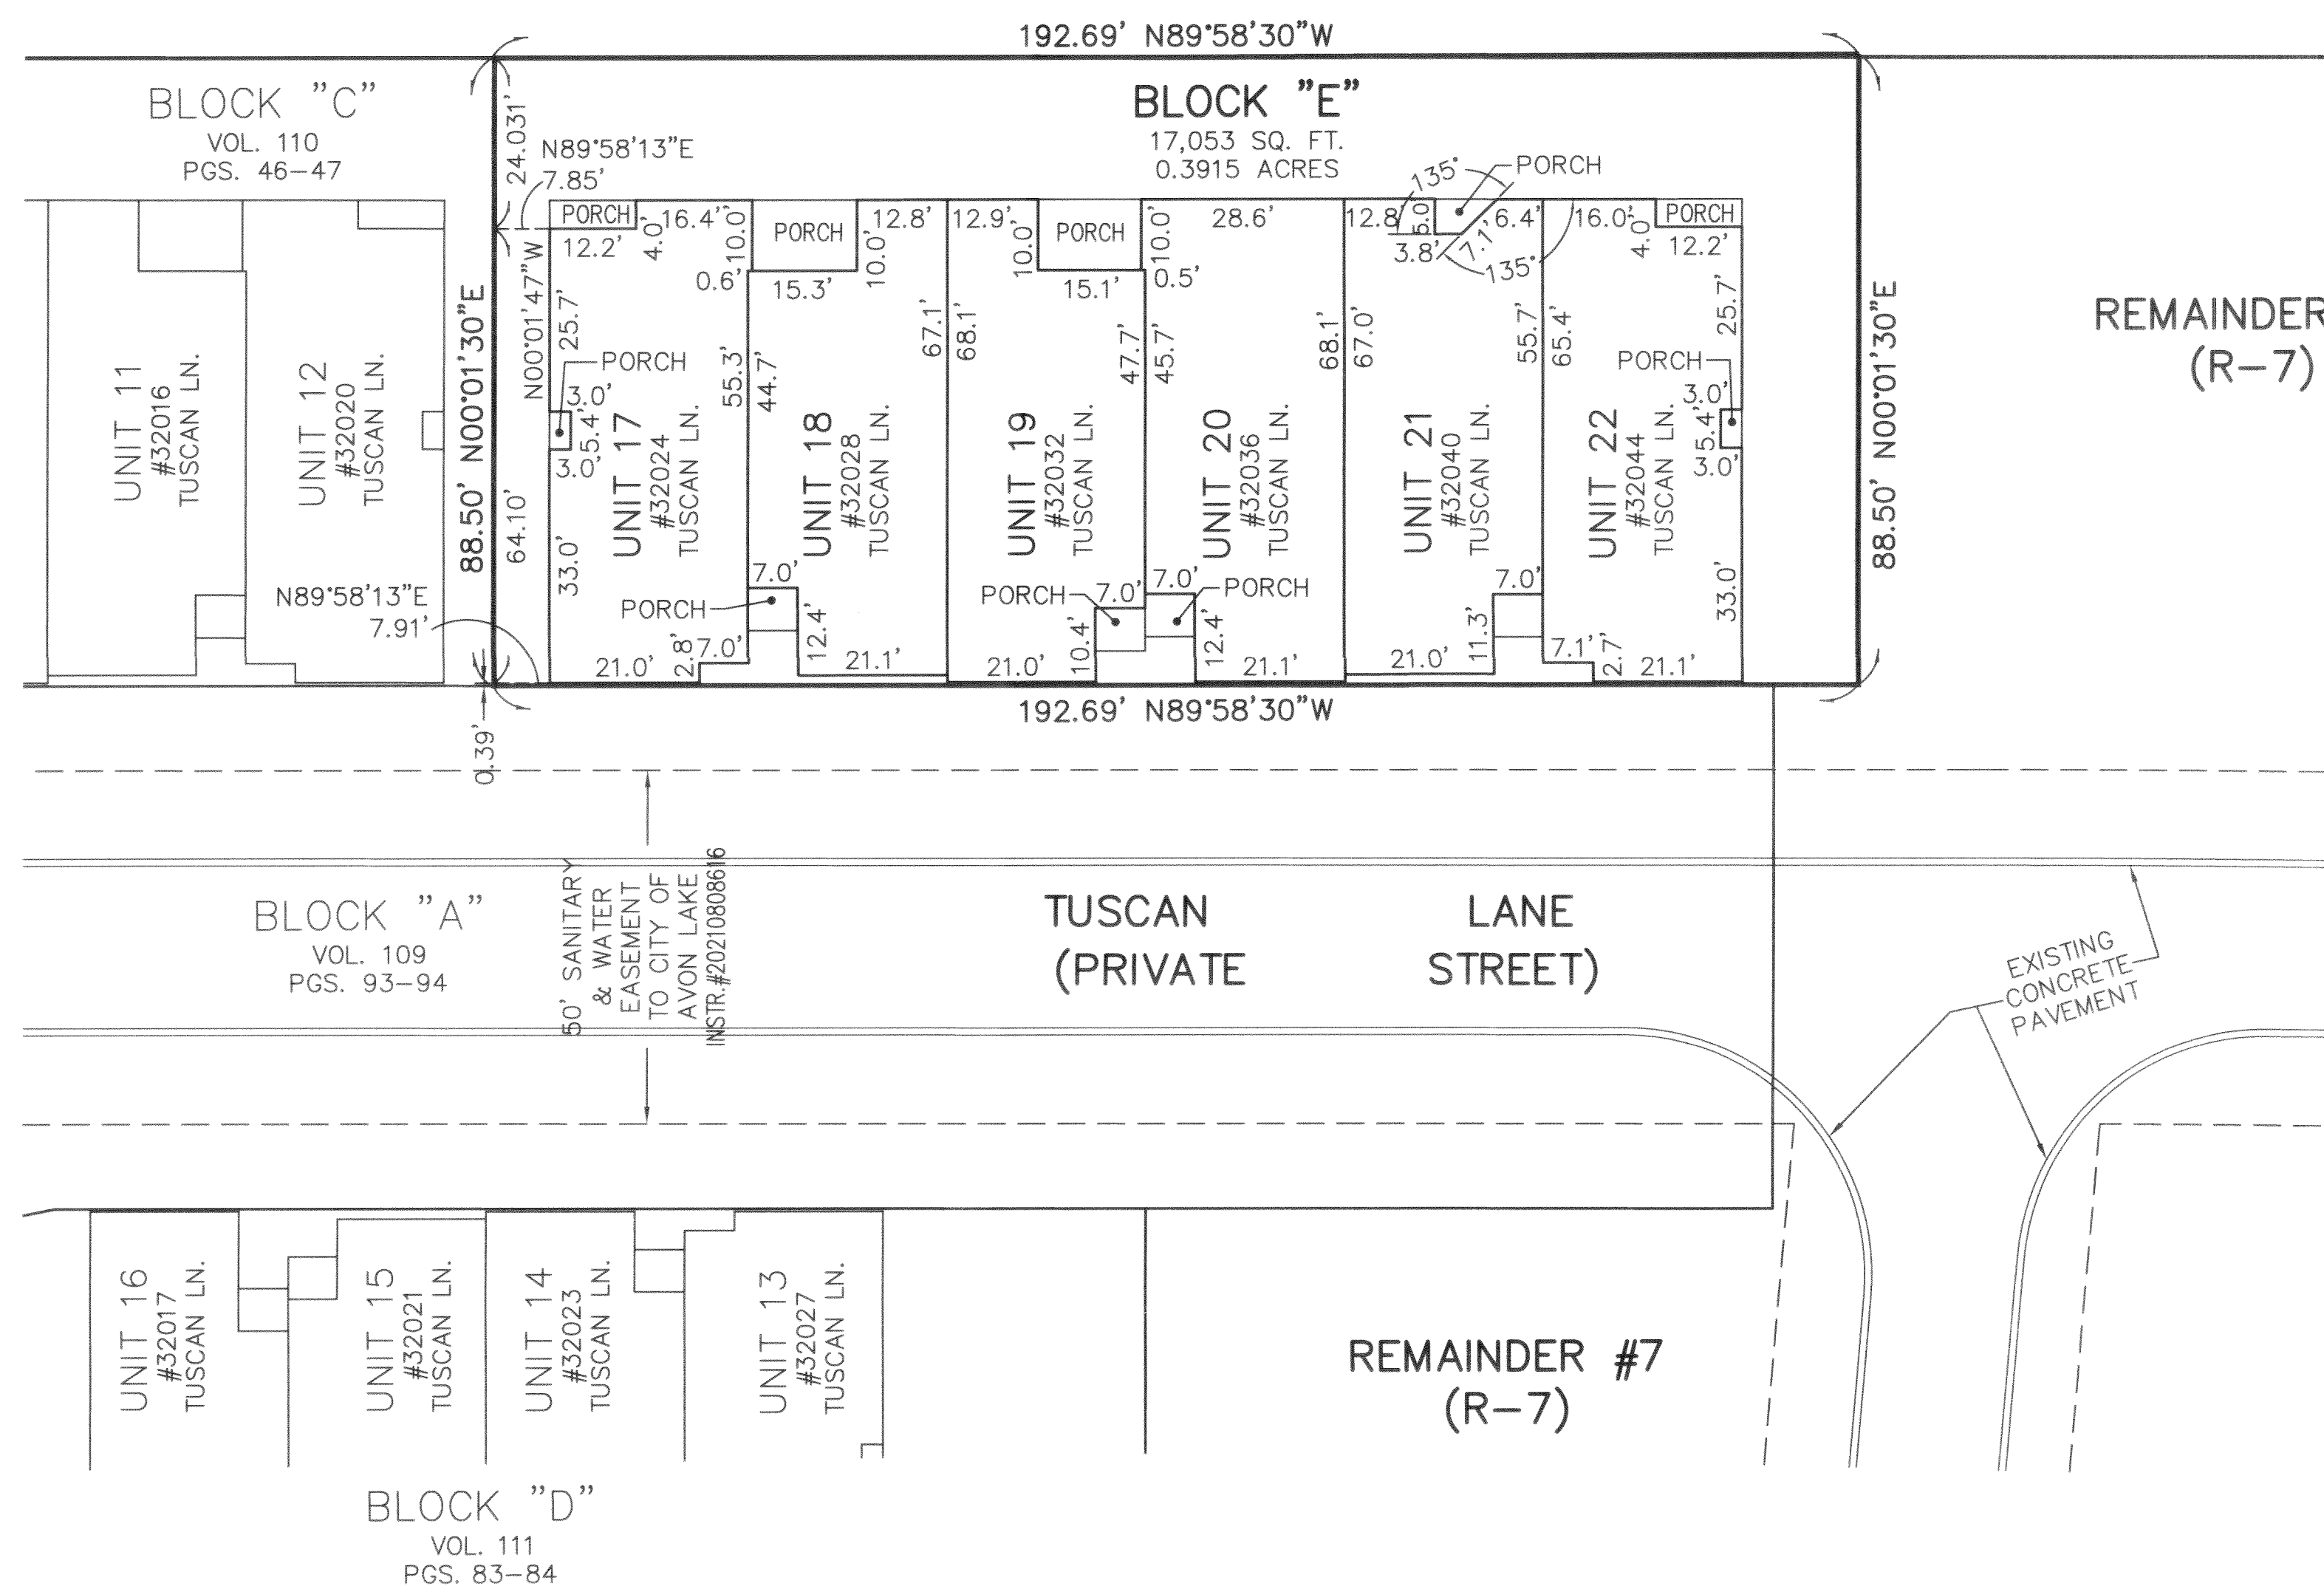 192.69' N89°58'30"W
BLOCK "C"
VOL. 110
PGS. 46-47
24.031'
N89°58'13"E
7.85'
BLOCK "E"
17,053 SQ. FT.
0.3915 ACRES
135°
PORCH
PORCH
16.4'
4.0'
10.0'
12.2'
0.6'
PORCH
15.3'
12.8'
10.0'
12.9'
10.0'
PORCH
15.1'
10.0'
0.5'
28.6'
12.8'
5.0'
3.8'
7.1'
6.4'
135°
16.0'
4.0'
PORCH
12.2'
88.50' N00°01'30"E
N00°01'47"W
64.10'
25.7'
PORCH
3.0'
5.4'
3.0'
33.0'
55.3'
44.7'
67.1'
68.1'
47.7'
45.7'
68.1'
67.0'
55.7'
65.4'
25.7'
PORCH
3.0'
5.4'
3.0'
33.0'
88.50' N00°01'30"E
REMAINDER
(R-7)
UNIT 11
#32016
TUSCAN LN.
UNIT 12
#32020
TUSCAN LN.
UNIT 17
#32024
TUSCAN LN.
UNIT 18
#32028
TUSCAN LN.
UNIT 19
#32032
TUSCAN LN.
UNIT 20
#32036
TUSCAN LN.
UNIT 21
#32040
TUSCAN LN.
UNIT 22
#32044
TUSCAN LN.
N89°58'13"E
7.91'
21.0'
2.8'
7.0'
PORCH
7.0'
12.4'
21.1'
PORCH
21.0'
10.4'
7.0'
7.0'
PORCH
12.4'
21.1'
21.0'
11.3'
7.0'
7.1'
2.7'
21.1'
192.69' N89°58'30"W
0.39'
BLOCK "A"
VOL. 109
PGS. 93-94
50' SANITARY
& WATER
EASEMENT
TO CITY OF
AVON LAKE
INSTR.#20210808616
TUSCAN LANE
(PRIVATE STREET)
EXISTING
CONCRETE
PAVEMENT
UNIT 16
#32017
TUSCAN LN.
UNIT 15
#32021
TUSCAN LN.
UNIT 14
#32023
TUSCAN LN.
UNIT 13
#32027
TUSCAN LN.
REMAINDER #7
(R-7)
BLOCK "D"
VOL. 111
PGS. 83-84